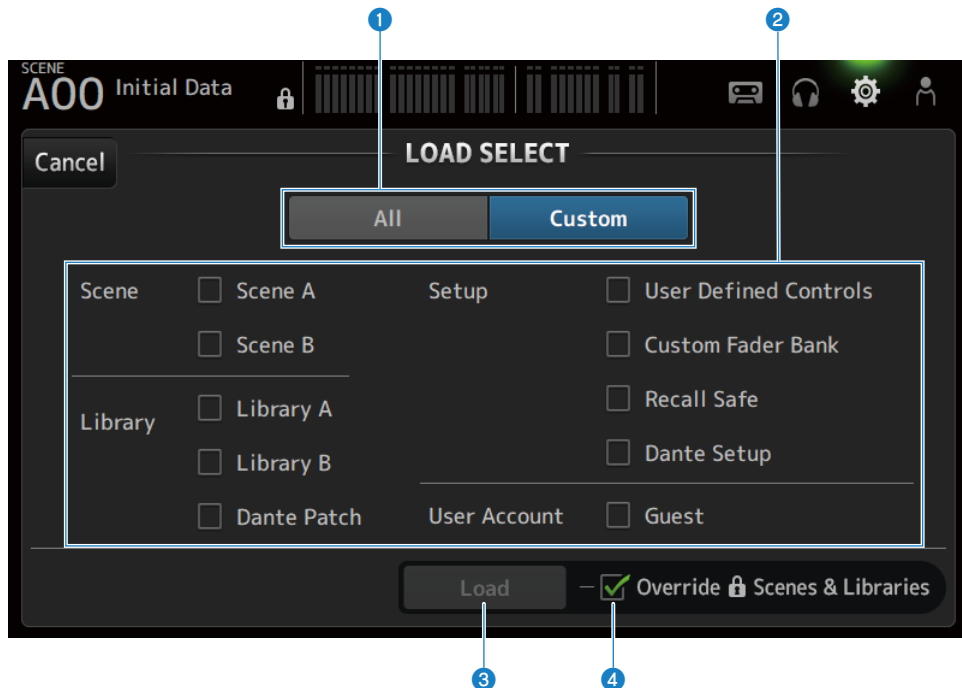 1 2
SCENE
A00 Initial Data
Cancel LOAD SELECT
All Custom
Scene Scene A Setup User Defined Controls
Scene B Custom Fader Bank
Library Library A Recall Safe
Library B Dante Setup
Dante Patch User Account Guest
Load Override Scenes & Libraries
3 4